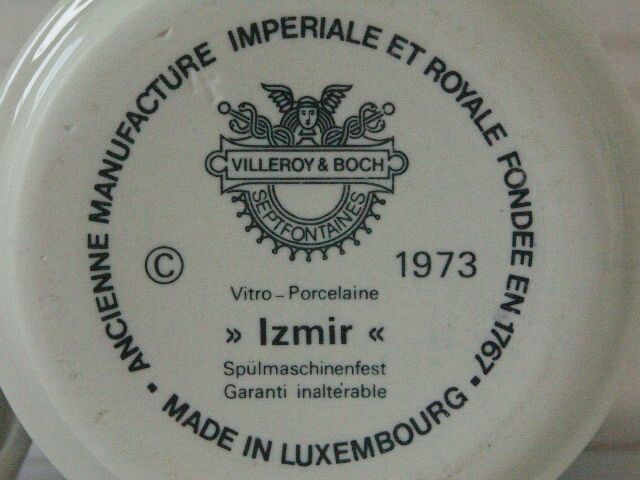 ANCIENNE MANUFACTURE IMPERIALE ET ROYALE FONDEE EN 1767
VILLEROY & BOCH
SEPTFONTAINES
© 1973
Vitro-Porcelaine
» Izmir «
Spülmaschinenfest
Garanti inaltérable
• MADE IN LUXEMBOURG •